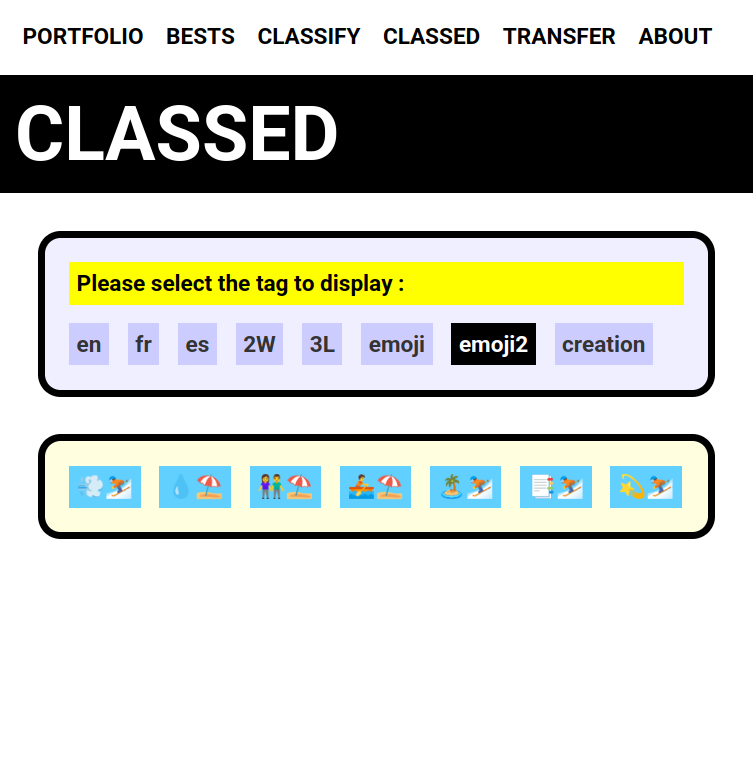 PORTFOLIO BESTS CLASSIFY CLASSED TRANSFER ABOUT
CLASSED
Please select the tag to display :
en fr es 2W 3L emoji emoji2 creation
💨⛷ 💧⛱ 👫⛱ 🚣⛱ 🏝⛷ 📑⛷ 💫⛷